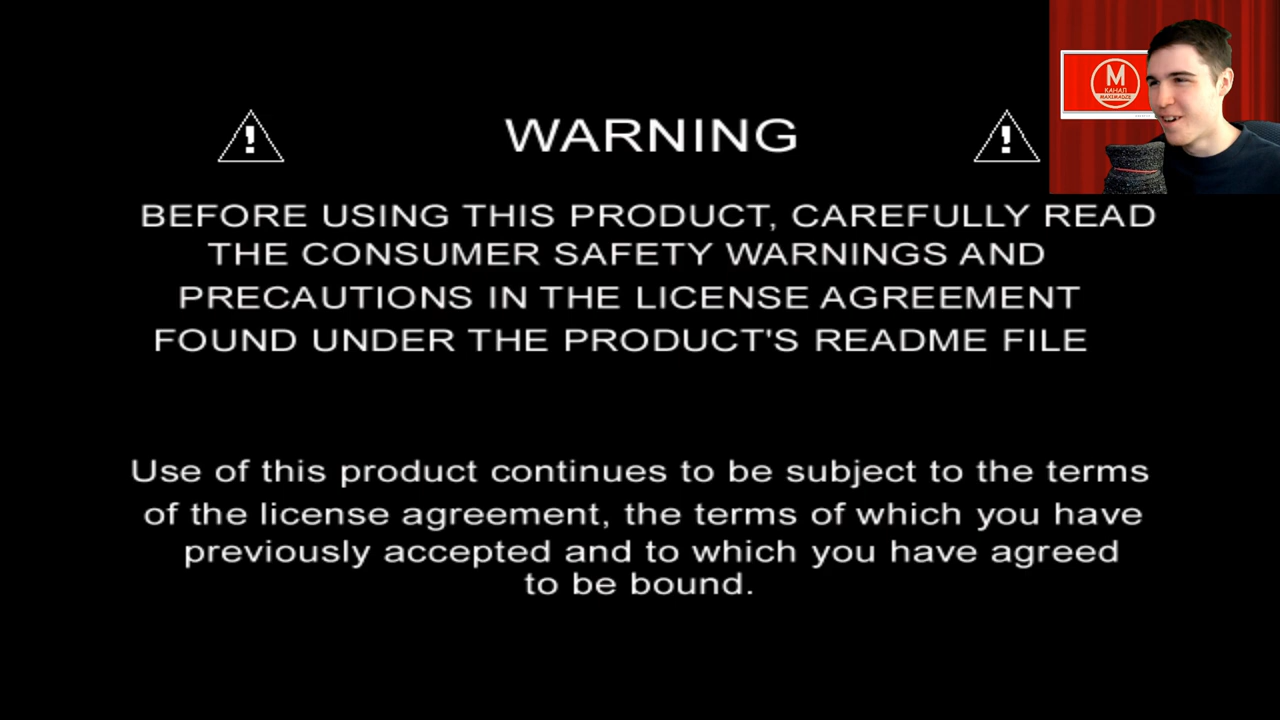 WARNING
BEFORE USING THIS PRODUCT, CAREFULLY READ
THE CONSUMER SAFETY WARNINGS AND
PRECAUTIONS IN THE LICENSE AGREEMENT
FOUND UNDER THE PRODUCT'S README FILE
Use of this product continues to be subject to the terms
of the license agreement, the terms of which you have
previously accepted and to which you have agreed
to be bound.
М
КАНАЛ
MAXIMADZE